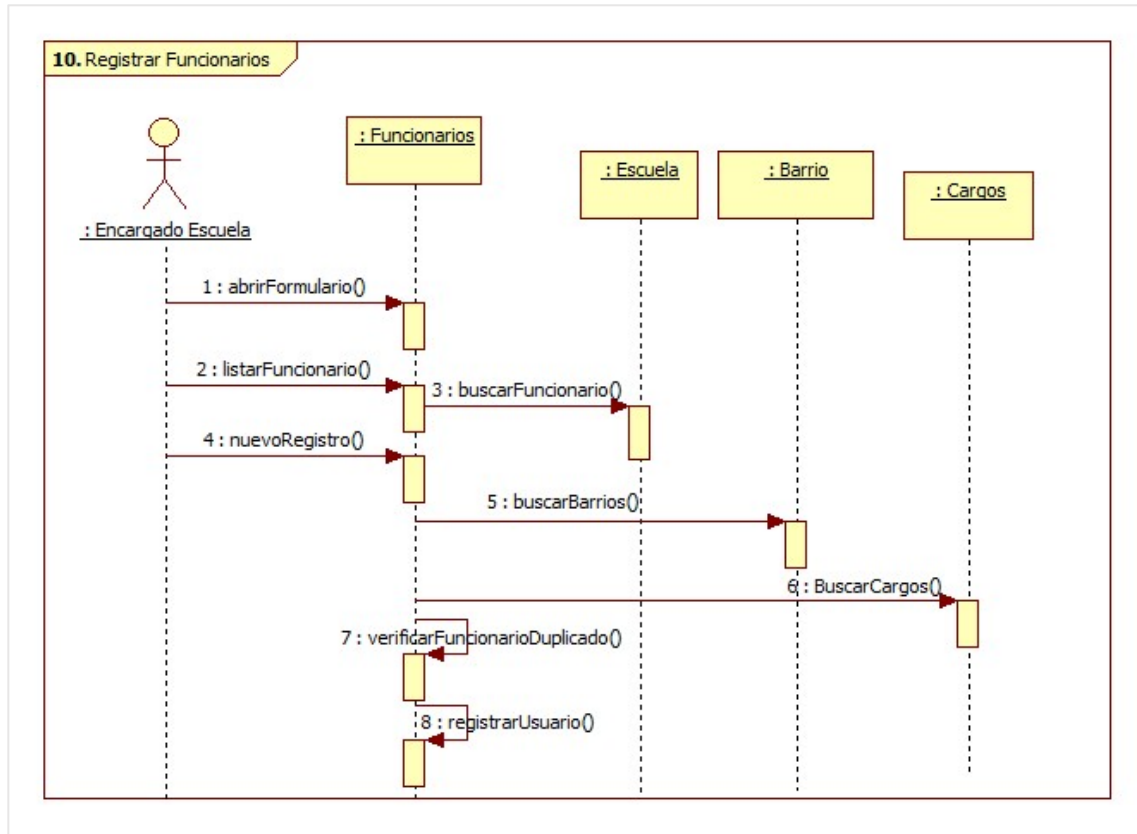 10. Registrar Funcionarios
: Funcionarios
: Escuela
: Barrio
: Cargos
: Encargado Escuela
1 : abrirFormulario()
2 : listarFuncionario()
3 : buscarFuncionario()
4 : nuevoRegistro()
5 : buscarBarrios()
6 : BuscarCargos()
7 : verificarFuncionarioDuplicado()
8 : registrarUsuario()